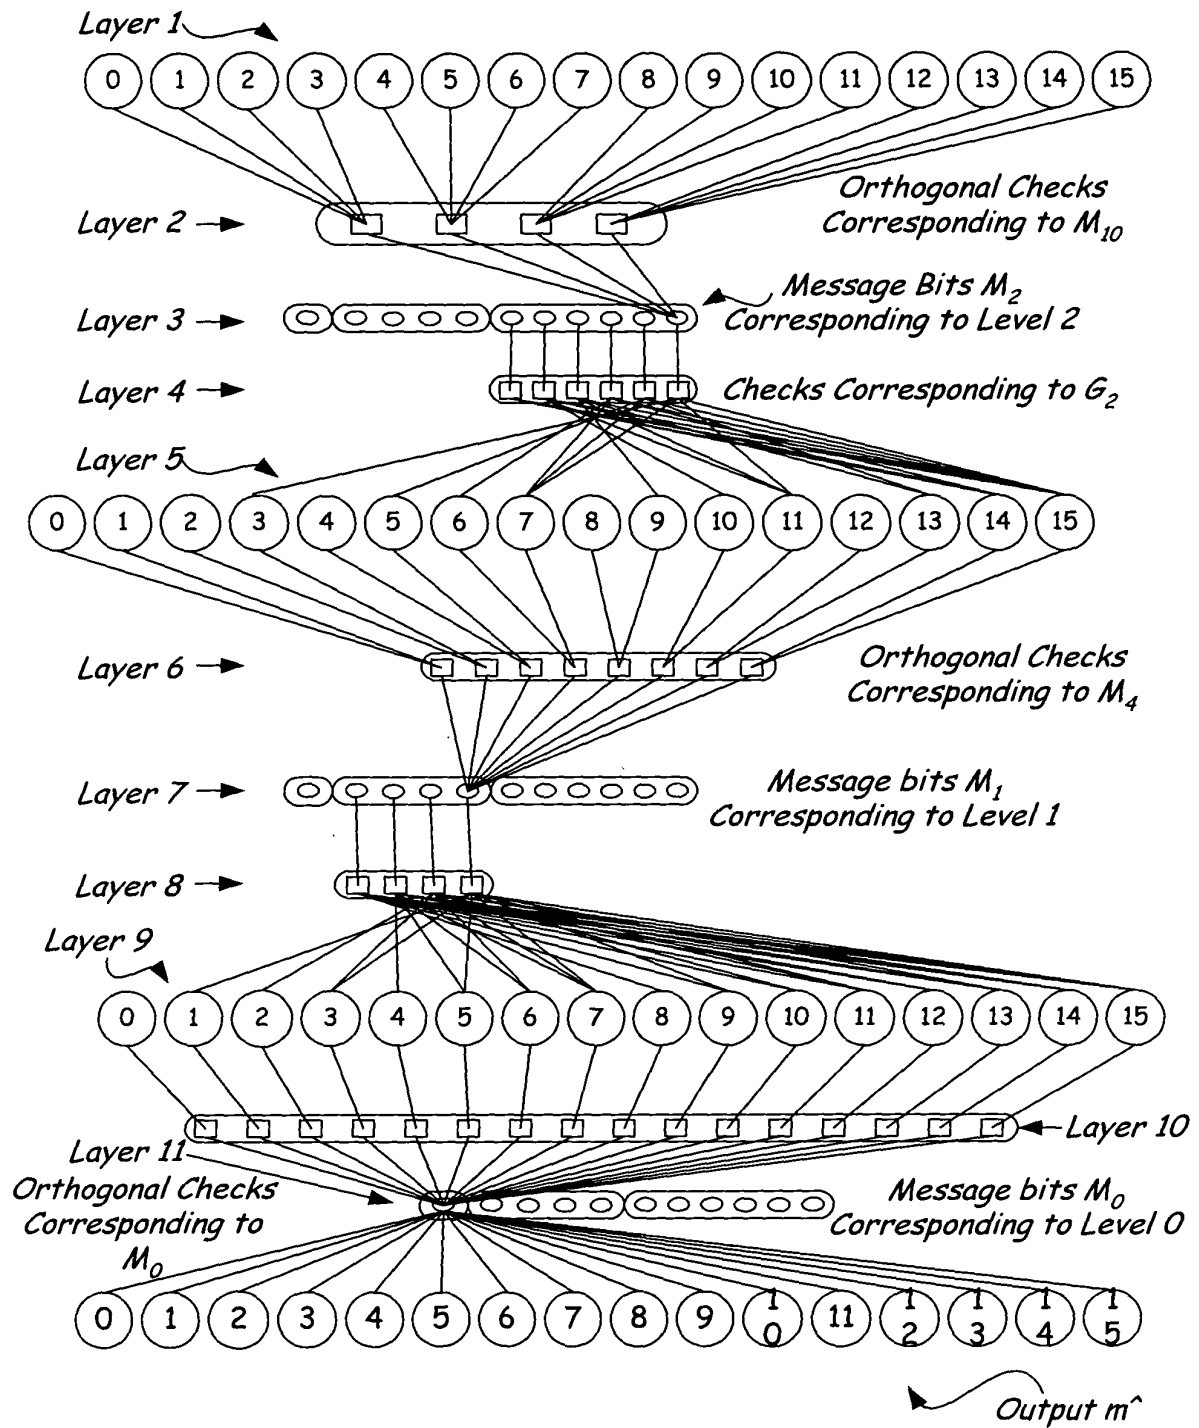 Layer 1
0 1 2 3 4 5 6 7 8 9 10 11 12 13 14 15
Orthogonal Checks
Layer 2
Corresponding to M10
Message Bits M2
Layer 3
Corresponding to Level 2
Layer 4
Checks Corresponding to G2
Layer 5
0 1 2 3 4 5 6 7 8 9 10 11 12 13 14 15
Layer 6
Orthogonal Checks
Corresponding to M4
Layer 7
Message bits M1
Corresponding to Level 1
Layer 8
Layer 9
0 1 2 3 4 5 6 7 8 9 10 11 12 13 14 15
Layer 10
Layer 11
Orthogonal Checks
Corresponding to
M0
Message bits M0
Corresponding to Level 0
0 1 2 3 4 5 6 7 8 9 10 11 12 13 14 15
Output m^